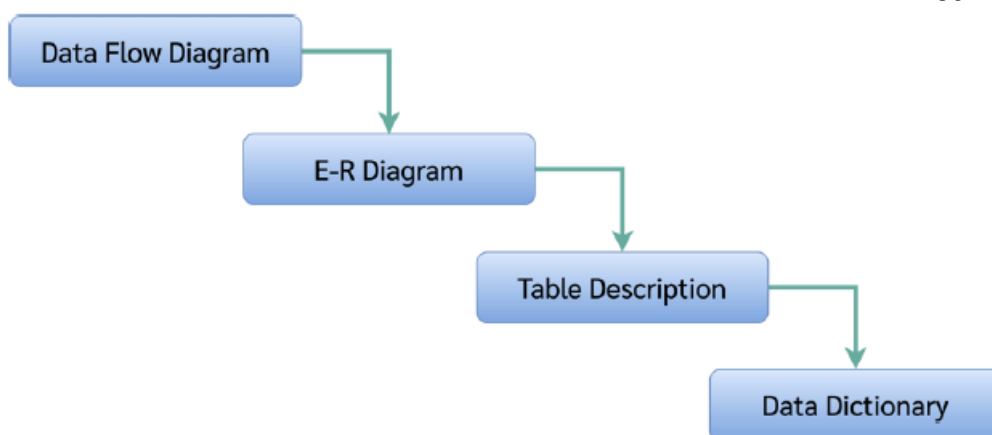 Data Flow Diagram
E-R Diagram
Table Description
Data Dictionary